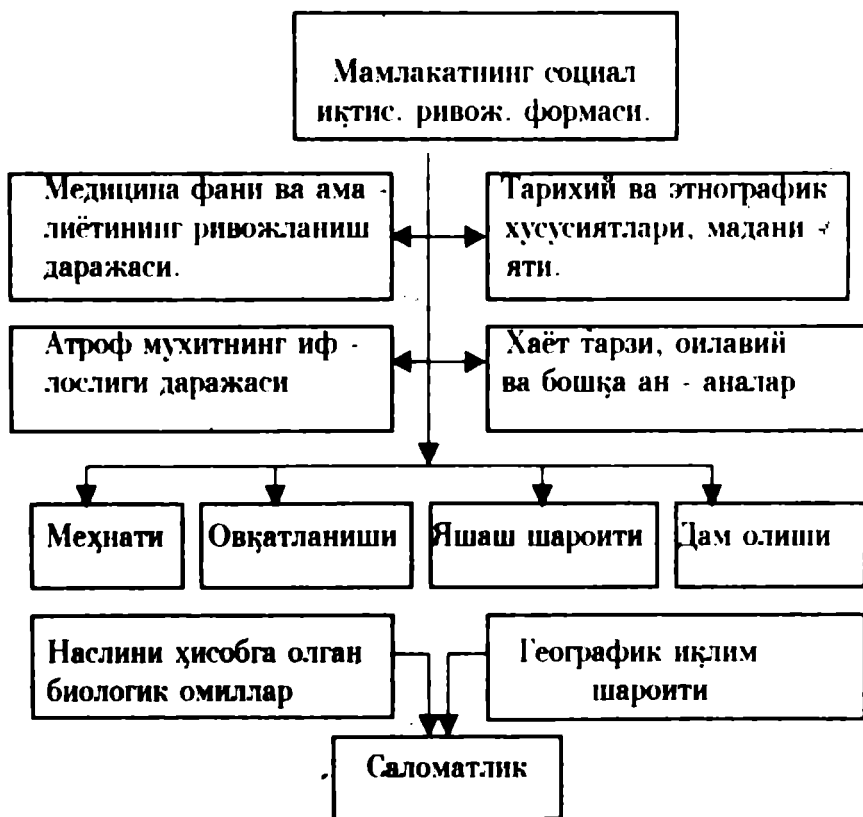 Мамлакатнинг социал
иқтис. ривож. формаси.
Медицина фани ва ама -
лиётининг ривожланиш
даражаси.
Тарихий ва этнографик
хусусиятлари, мадани -
яти.
Атроф мухитнинг иф -
лослиги даражаси
Хаёт тарзи, оилавий
ва бошқа ан - аналар
Меҳнати
Овқатланиши
Яшаш шароити
Дам олиши
Наслини ҳисобга олган
биологик омиллар
Географик иқлим
шароити
Саломатлик